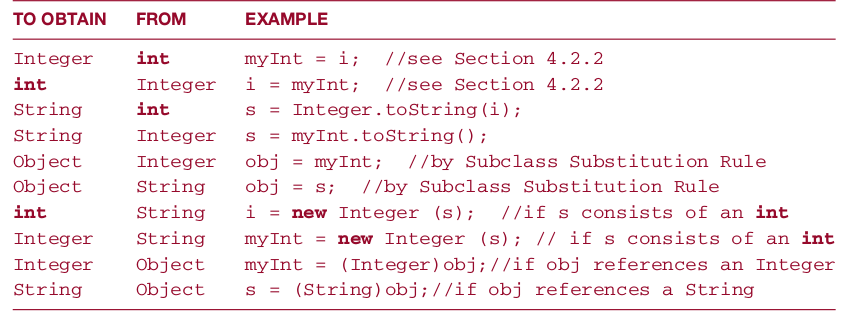 TO OBTAIN FROM EXAMPLE
Integer int myInt = i; //see Section 4.2.2
int Integer i = myInt; //see Section 4.2.2
String int s = Integer.toString(i);
String Integer s = myInt.toString();
Object Integer obj = myInt; //by Subclass Substitution Rule
Object String obj = s; //by Subclass Substitution Rule
int String i = new Integer (s); //if s consists of an int
Integer String myInt = new Integer (s); // if s consists of an int
Integer Object myInt = (Integer)obj;//if obj references an Integer
String Object s = (String)obj;//if obj references a String